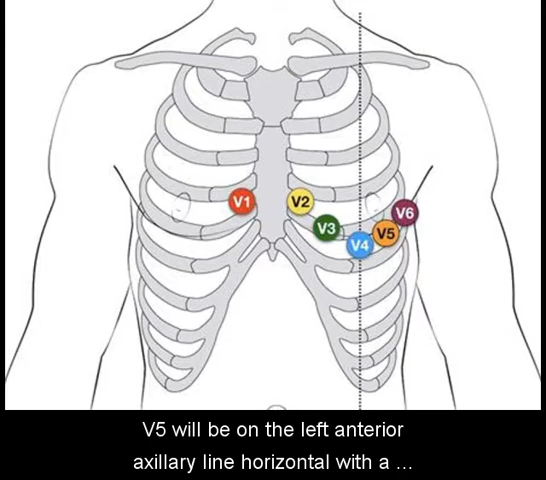 V1
V2
V3
V4
V5
V6
V5 will be on the left anterior
axillary line horizontal with a ...